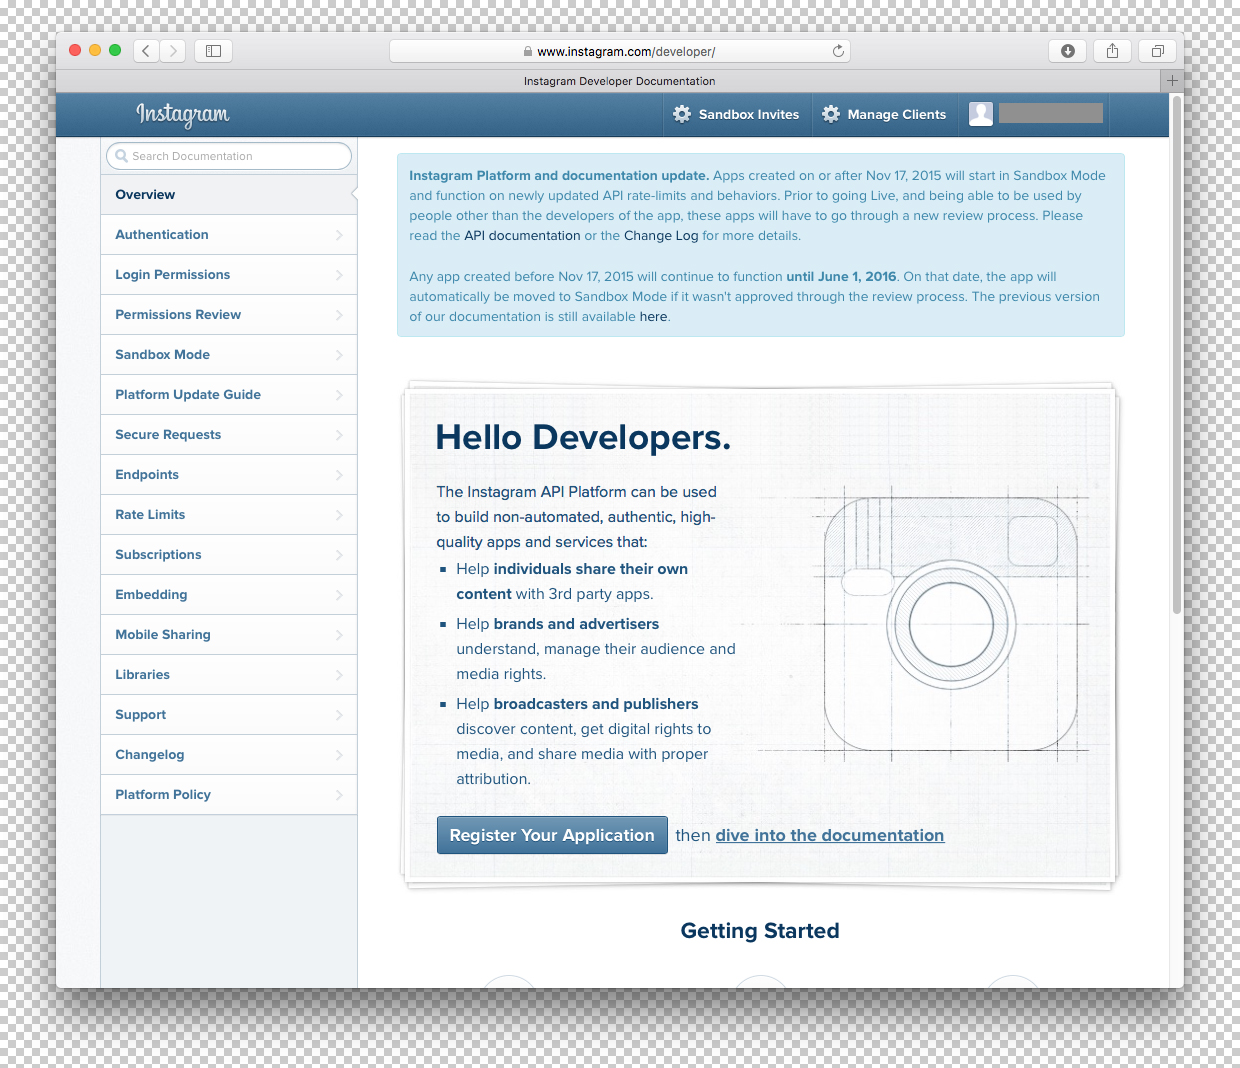 www.instagram.com/developer/
Instagram Developer Documentation
Instagram
Sandbox Invites
Manage Clients
Search Documentation
Overview
Authentication
Login Permissions
Permissions Review
Sandbox Mode
Platform Update Guide
Secure Requests
Endpoints
Rate Limits
Subscriptions
Embedding
Mobile Sharing
Libraries
Support
Changelog
Platform Policy
Instagram Platform and documentation update. Apps created on or after Nov 17, 2015 will start in Sandbox Mode
and function on newly updated API rate-limits and behaviors. Prior to going Live, and being able to be used by
people other than the developers of the app, these apps will have to go through a new review process. Please
read the API documentation or the Change Log for more details.
Any app created before Nov 17, 2015 will continue to function until June 1, 2016. On that date, the app will
automatically be moved to Sandbox Mode if it wasn't approved through the review process. The previous version
of our documentation is still available here.
Hello Developers.
The Instagram API Platform can be used
to build non-automated, authentic, high-
quality apps and services that:
Help individuals share their own
content with 3rd party apps.
Help brands and advertisers
understand, manage their audience and
media rights.
Help broadcasters and publishers
discover content, get digital rights to
media, and share media with proper
attribution.
Register Your Application then dive into the documentation
Getting Started